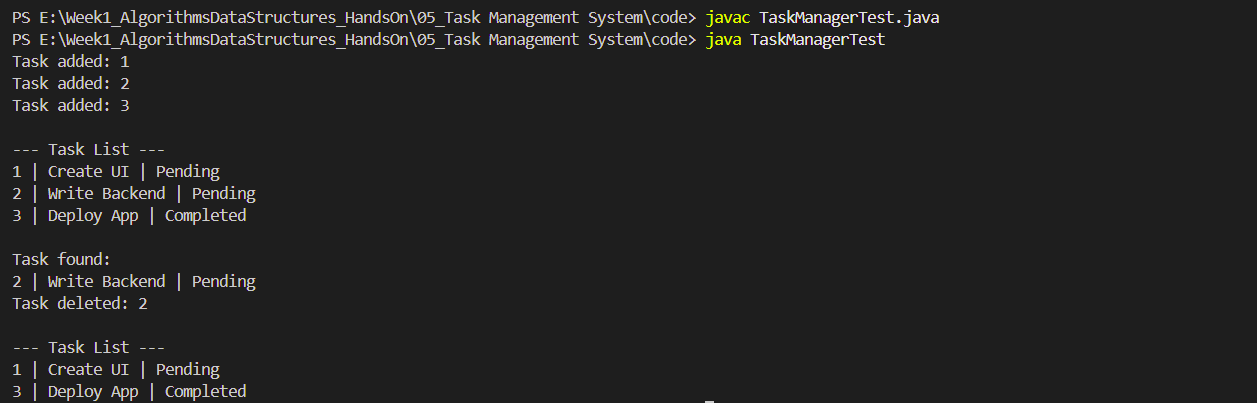 PS E:\Week1_AlgorithmsDataStructures_HandsOn\05_Task Management System\code> javac TaskManagerTest.java
PS E:\Week1_AlgorithmsDataStructures_HandsOn\05_Task Management System\code> java TaskManagerTest
Task added: 1
Task added: 2
Task added: 3
--- Task List ---
1 | Create UI | Pending
2 | Write Backend | Pending
3 | Deploy App | Completed
Task found:
2 | Write Backend | Pending
Task deleted: 2
--- Task List ---
1 | Create UI | Pending
3 | Deploy App | Completed